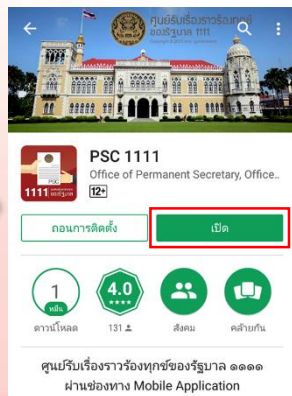 ศูนย์รับเรื่องราวร้องทุกข์
ของรัฐบาล 1111
PSC 1111
Office of Permanent Secretary, Office..
12+
PSC
1111
ถอนการติดตั้ง
เปิด
1
หมื่น
4.0
ดาวน์โหลด
131
สังคม
คล้ายกัน
ศูนย์รับเรื่องราวร้องทุกข์ของรัฐบาล ๑๑๑๑
ผ่านช่องทาง Mobile Application